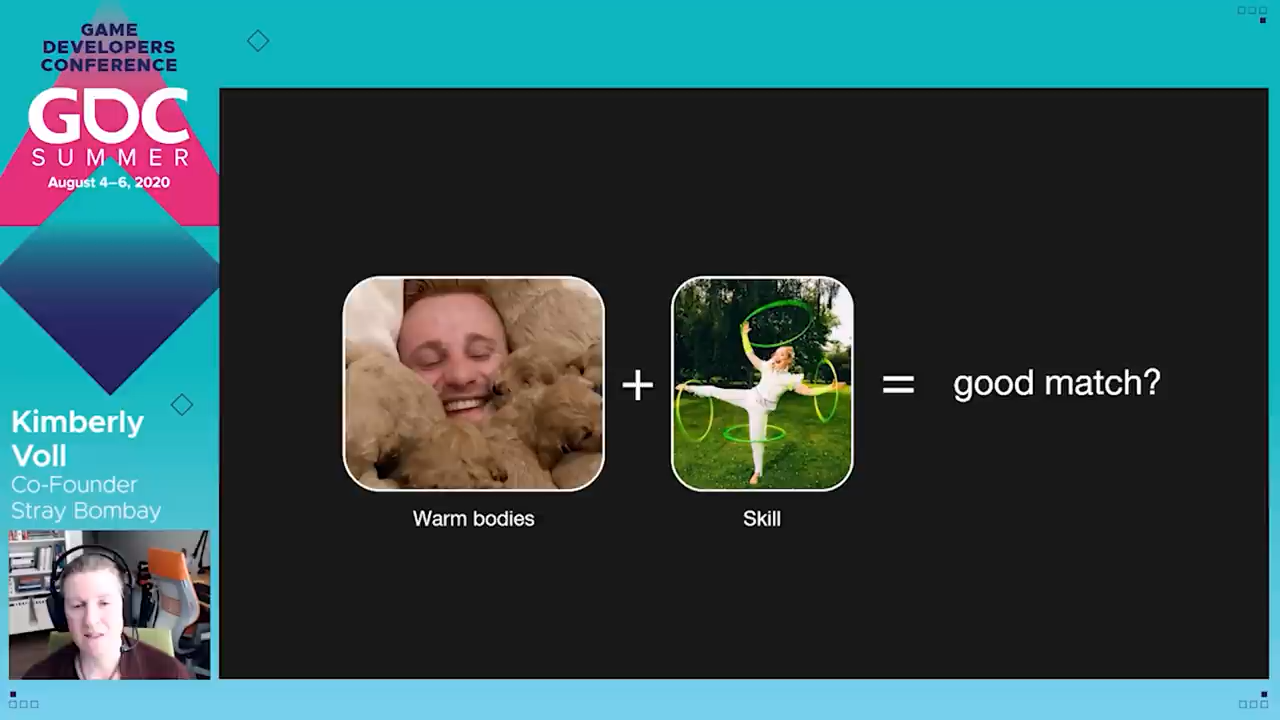 GAME
DEVELOPERS
CONFERENCE
GDC
SUMMER
August 4–6, 2020
Kimberly
Voll
Co-Founder
Stray Bombay
+
=
good match?
Warm bodies
Skill